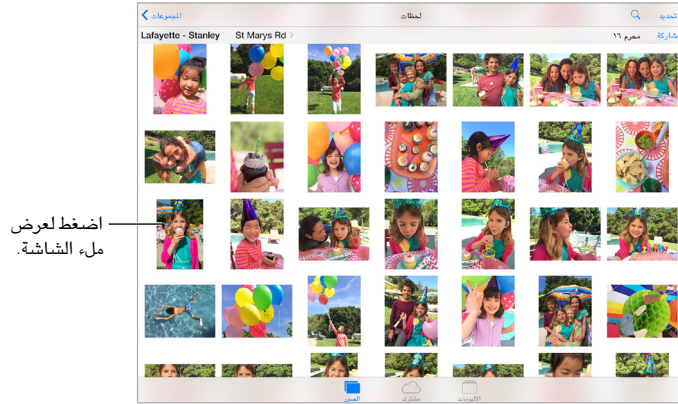 تحديد
لحظات
المجموعات
مشاركة
محرم ١٦
Lafayette - Stanley St Marys Rd
اضغط لعرض
ملء الشاشة.
الألبومات
مشترك
الصور